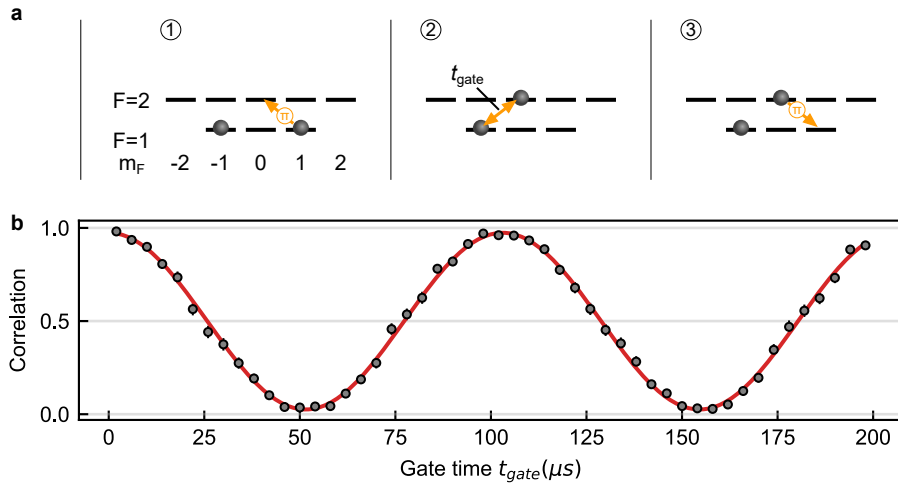 a
① ② ③
t_gate
F=2
π π
F=1
m_F -2 -1 0 1 2
b
1.0
0.5
0.0
Correlation
0 25 50 75 100 125 150 175 200
Gate time t_gate(μs)